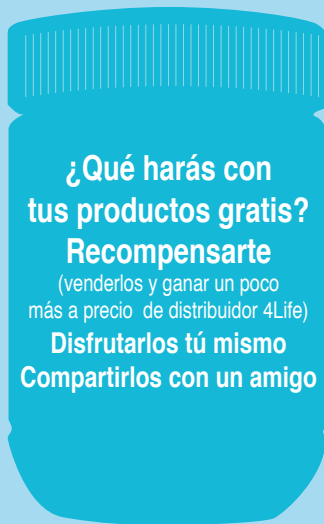 ¿Qué harás con
tus productos gratis?
Recompensarte
(venderlos y ganar un poco
más a precio de distribuidor 4Life)
Disfrutarlos tú mismo
Compartirlos con un amigo